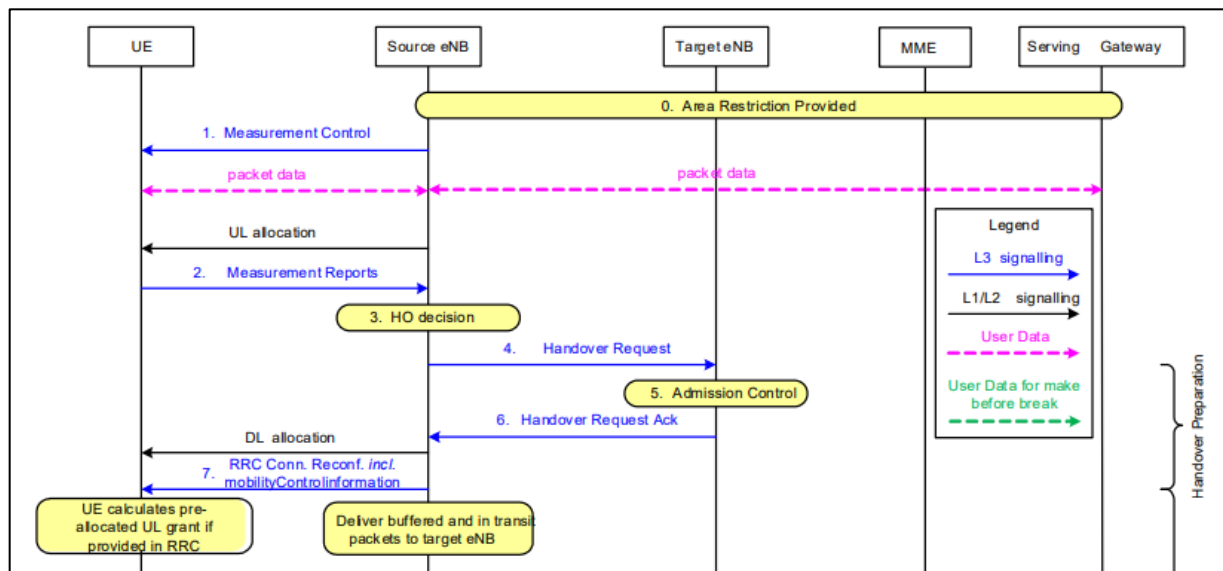 UE
Source eNB
Target eNB
MME
Serving Gateway
0. Area Restriction Provided
1. Measurement Control
packet data
packet data
Legend
UL allocation
L3 signalling
2. Measurement Reports
L1/L2 signalling
3. HO decision
User Data
4. Handover Request
5. Admission Control
User Data for make
before break
6. Handover Request Ack
DL allocation
7. RRC Conn. Reconf. incl.
mobilityControlinformation
Handover Preparation
UE calculates pre-
allocated UL grant if
provided in RRC
Deliver buffered and in transit
packets to target eNB